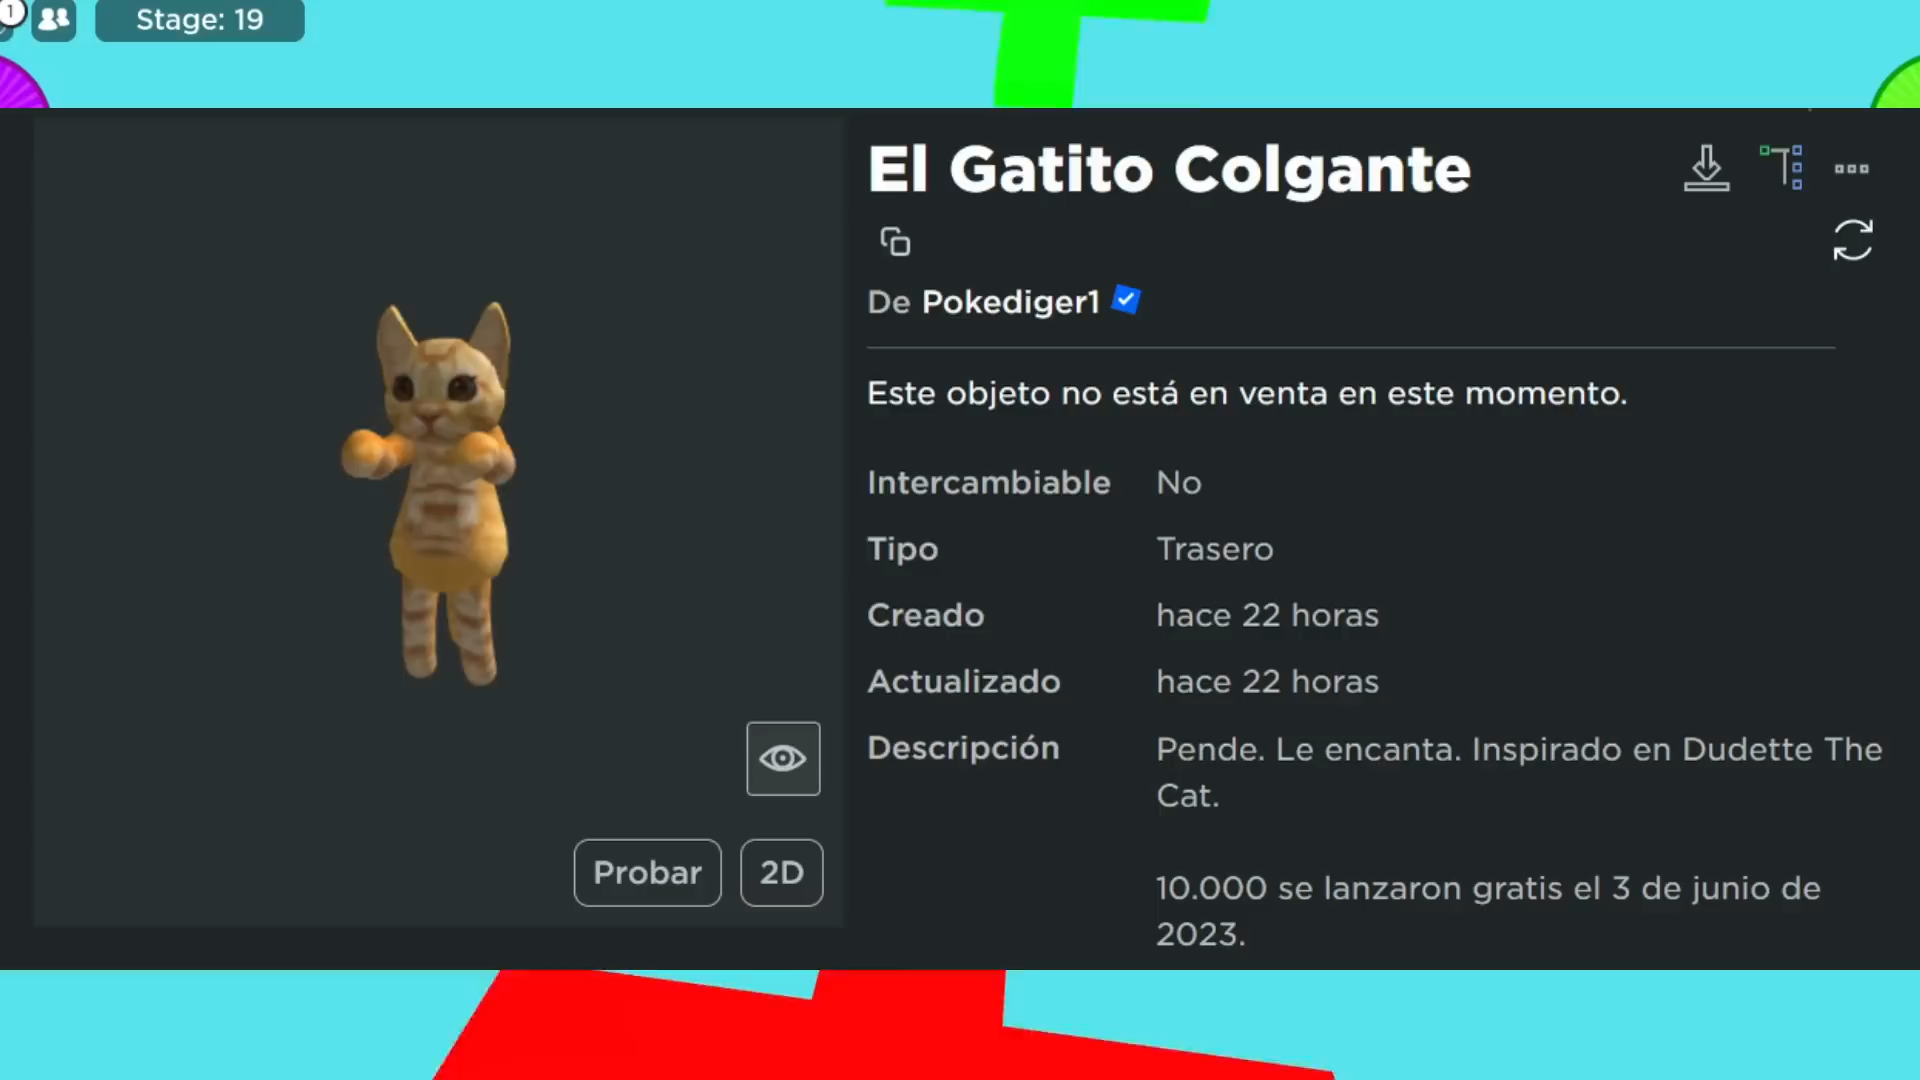 1
Stage: 19
El Gatito Colgante
De Pokediger1
Este objeto no está en venta en este momento.
Intercambiable No
Tipo Trasero
Creado hace 22 horas
Actualizado hace 22 horas
Descripción Pende. Le encanta. Inspirado en Dudette The
Cat.
10.000 se lanzaron gratis el 3 de junio de
2023.
Probar 2D